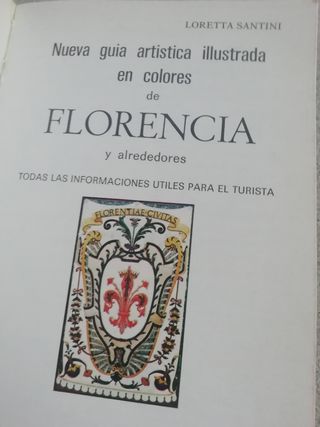 LORETTA SANTINI
Nueva guia artistica illustrada
en colores
de
FLORENCIA
y alrededores
TODAS LAS INFORMACIONES UTILES PARA EL TURISTA
FLORENTIAE·CIVITAS